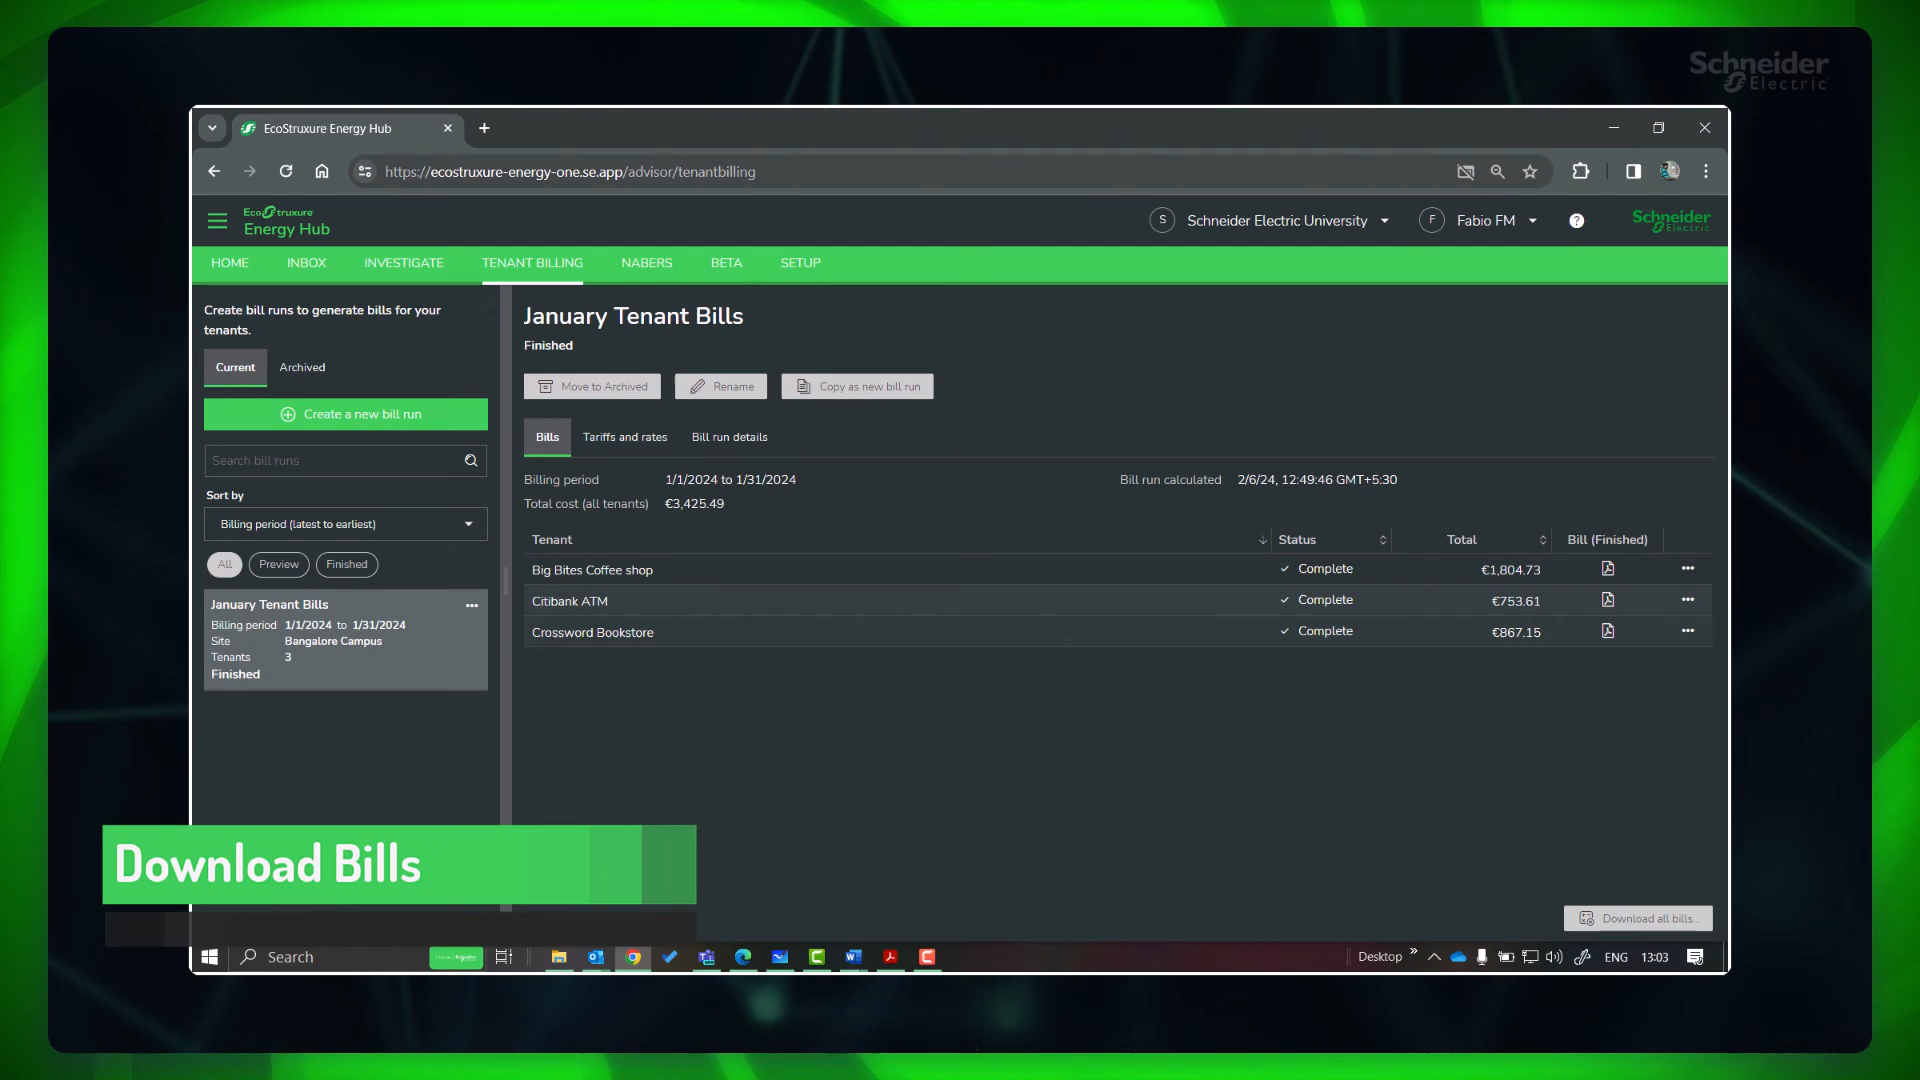 Schneider
Electric
EcoStruxure Energy Hub
https://ecostruxure-energy-one.se.app/advisor/tenantbilling
EcoStruxure
Energy Hub
S Schneider Electric University
F Fabio FM
?
Schneider
Electric
HOME INBOX INVESTIGATE TENANT BILLING NABERS BETA SETUP
Create bill runs to generate bills for your
tenants.
Current Archived
Create a new bill run
Search bill runs
Sort by
Billing period (latest to earliest)
All Preview Finished
January Tenant Bills
Billing period 1/1/2024 to 1/31/2024
Site Bangalore Campus
Tenants 3
Finished
January Tenant Bills
Finished
Move to Archived Rename Copy as new bill run
Bills Tariffs and rates Bill run details
Billing period 1/1/2024 to 1/31/2024 Bill run calculated 2/6/24, 12:49:46 GMT+5:30
Total cost (all tenants) €3,425.49
Tenant Status Total Bill (Finished)
Big Bites Coffee shop Complete €1,804.73
Citibank ATM Complete €753.61
Crossword Bookstore Complete €867.15
Download Bills
Download all bills...
Search
Desktop
ENG 13:03